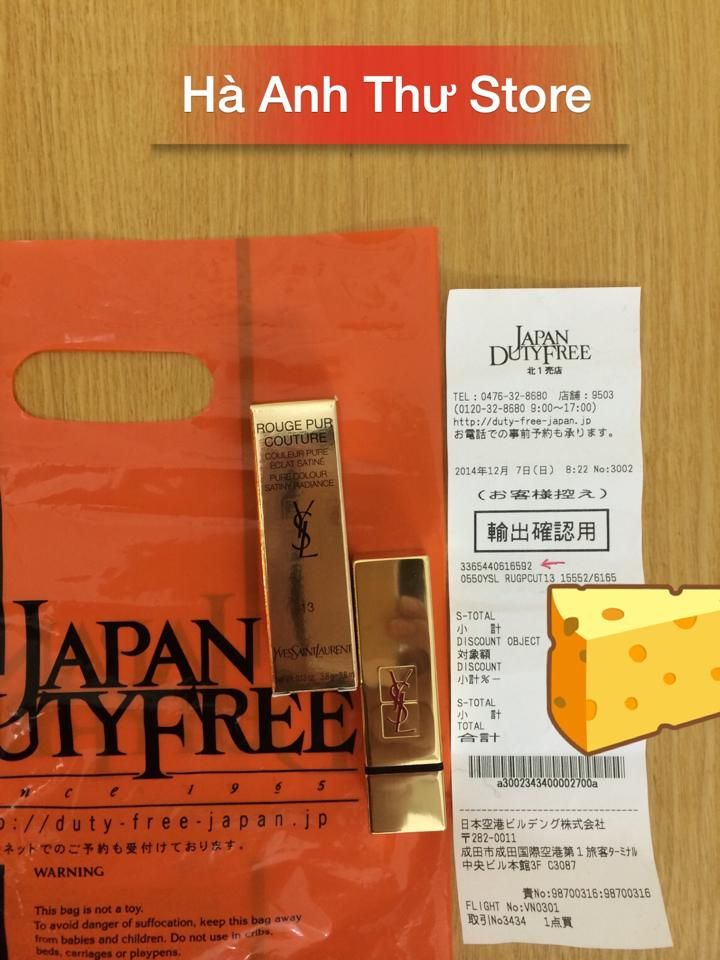 Hà Anh Thư Store
ROUGE PUR
COUTURE
COULEUR PURE
ÉCLAT SATINÉ
PURE COLOUR
SATINY RADIANCE
YSL
13
YVES SAINT LAURENT
YSL
JAPAN
DUTY FREE
since 1965
p://duty-free-japan.jp
ネットでのご予約も受付けております。
WARNING
This bag is not a toy.
To avoid danger of suffocation, keep this bag away
from babies and children. Do not use in cribs,
beds, carriages or playpens.
JAPAN
DUTY FREE
北1売店
TEL:0476-32-8680 店舗:9503
(0120-32-8680 9:00～17:00)
http://duty-free-japan.jp
お電話での事前予約も承ります。
2014年12月 7日(日) 8:22 No:3002
(お客様控え)
輸出確認用
3365440616592
0550YSL RUGPCUT13 15552/6165
S-TOTAL
小 計
DISCOUNT OBJECT
対象額
DISCOUNT
小計%－
S-TOTAL
小 計
TOTAL
合計
a3002343400002700a
日本空港ビルデング株式会社
〒282-0011
成田市成田国際空港第1旅客ターミナル
中央ビル本館3F C3087
責No:98700316:98700316
FLIGHT No:VN0301
取引No3434 1点買